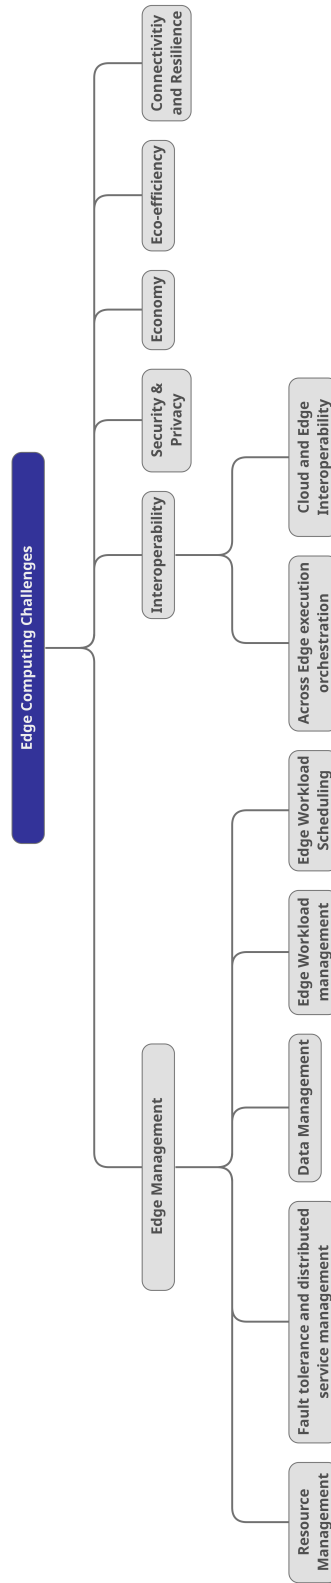 Edge Computing Challenges
Edge Management
Interoperability
Security &
Privacy
Economy
Eco-efficiency
Connectivitiy
and Resilience
Resource
Management
Fault tolerance and distributed
service management
Data Management
Edge Workload
management
Edge Workload
Scheduling
Across Edge execution
orchestration
Cloud and Edge
Interoperability